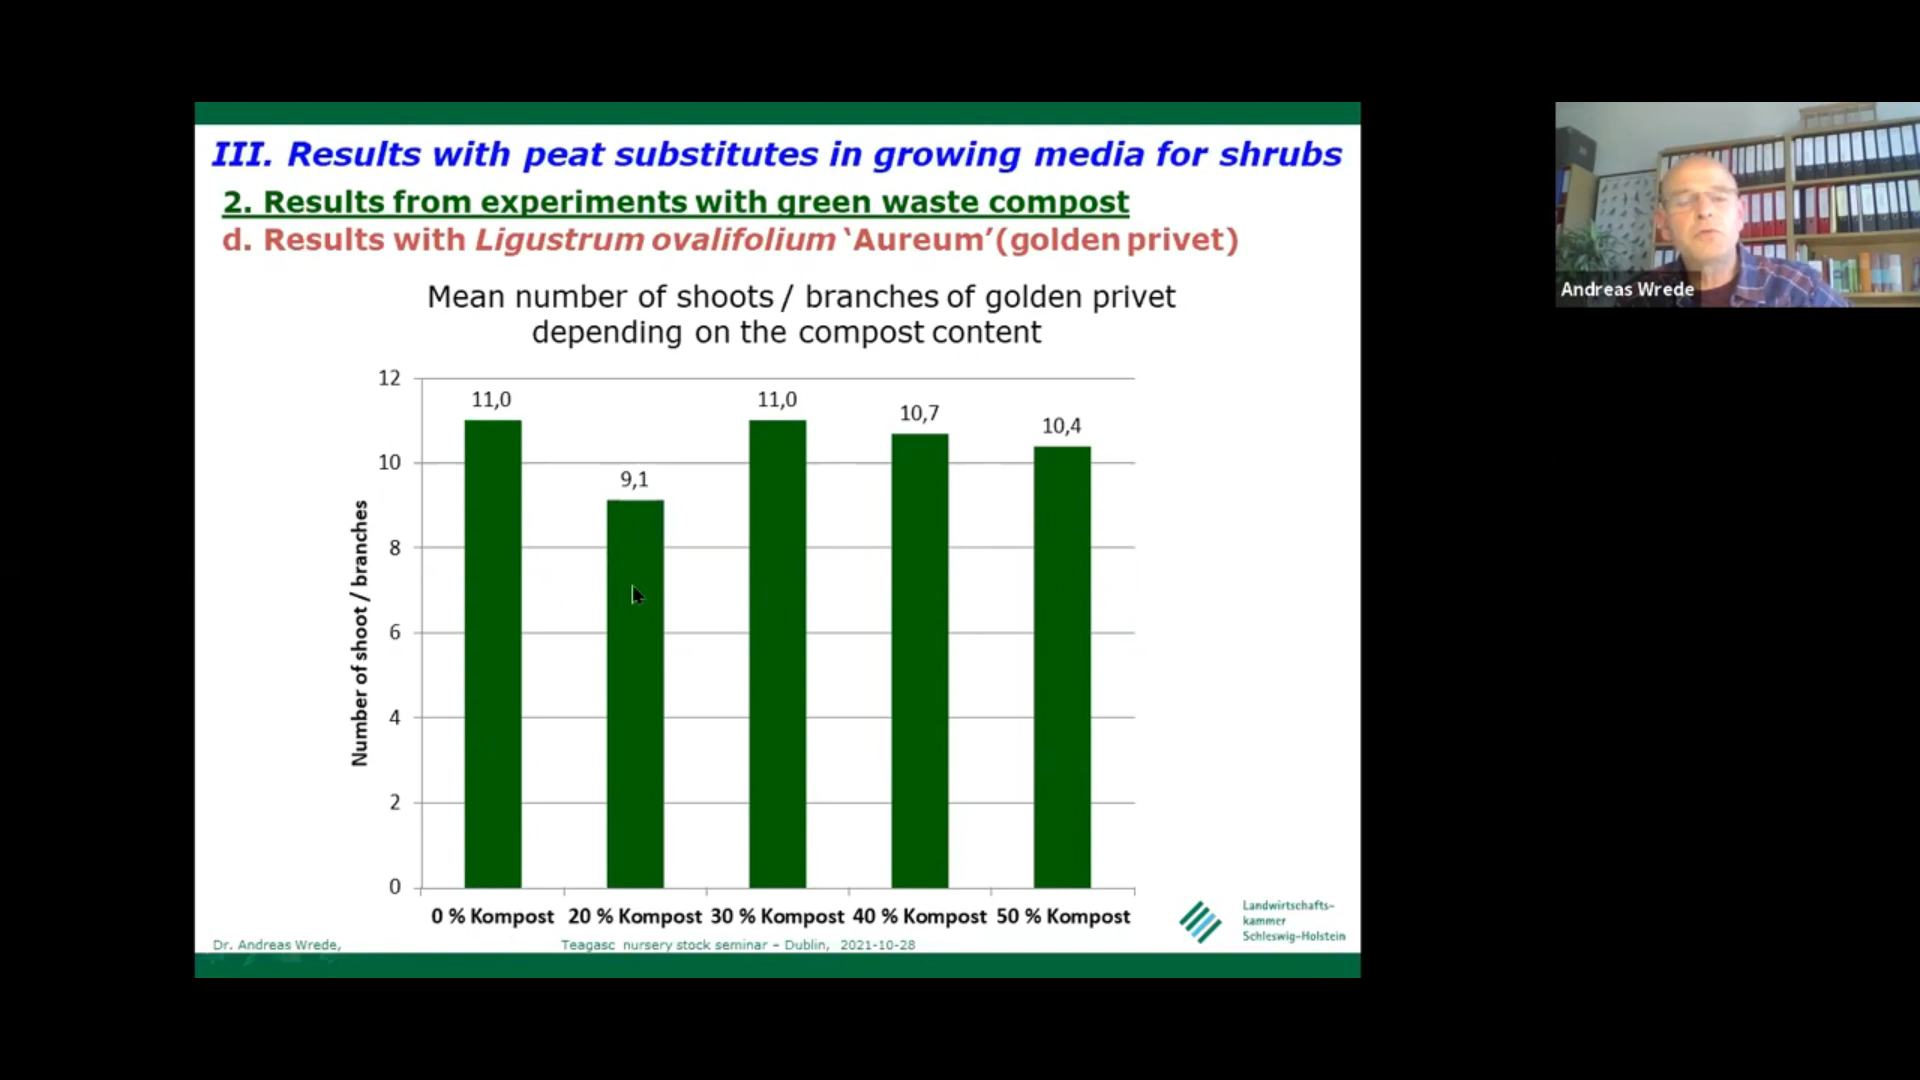 III. Results with peat substitutes in growing media for shrubs
2. Results from experiments with green waste compost
d. Results with Ligustrum ovalifolium ‘Aureum’(golden privet)
Mean number of shoots / branches of golden privet
depending on the compost content
Number of shoot / branches
12
10
8
6
4
2
0
11,0
9,1
11,0
10,7
10,4
0 % Kompost
20 % Kompost
30 % Kompost
40 % Kompost
50 % Kompost
Landwirtschafts-
kammer
Schleswig-Holstein
Dr. Andreas Wrede,
Teagasc nursery stock seminar – Dublin, 2021-10-28
Andreas Wrede